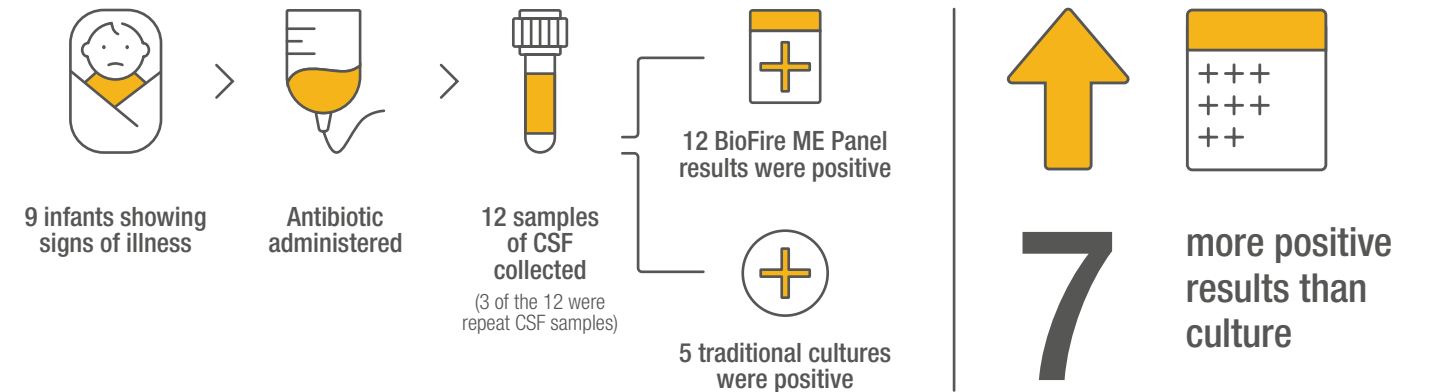 9 infants showing
signs of illness
Antibiotic
administered
12 samples
of CSF
collected
(3 of the 12 were
repeat CSF samples)
12 BioFire ME Panel
results were positive
5 traditional cultures
were positive
7
more positive
results than
culture